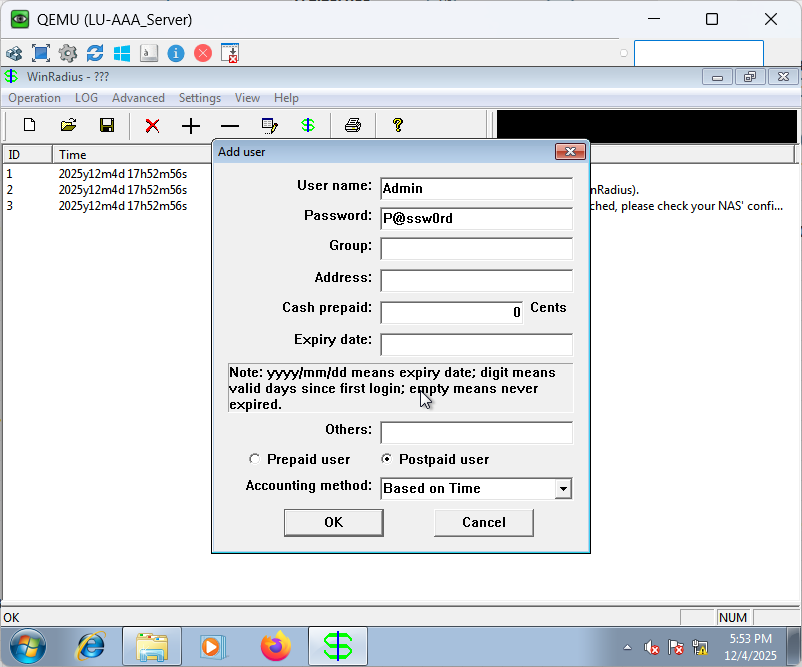 QEMU (LU-AAA_Server)
WinRadius - ???
Operation LOG Advanced Settings View Help
ID Time
1 2025y12m4d 17h52m56s
2 2025y12m4d 17h52m56s nRadius).
3 2025y12m4d 17h52m56s ched, please check your NAS' confi...
Add user
User name: Admin
Password: P@ssw0rd
Group:
Address:
Cash prepaid: 0 Cents
Expiry date:
Note: yyyy/mm/dd means expiry date; digit means
valid days since first login; empty means never
expired.
Others:
Prepaid user Postpaid user
Accounting method: Based on Time
OK Cancel
OK NUM
5:53 PM
12/4/2025